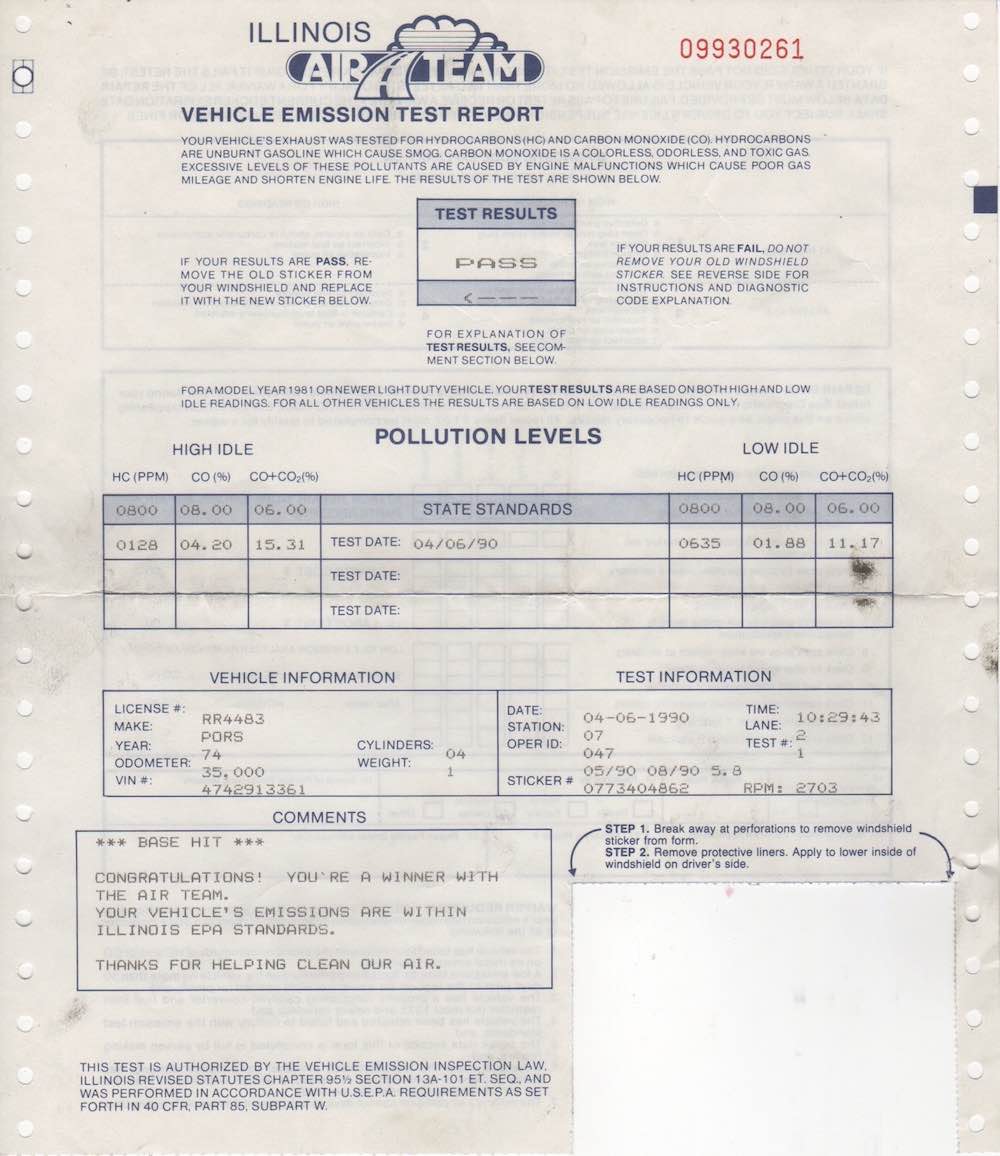 ILLINOIS
AIR TEAM
09930261
VEHICLE EMISSION TEST REPORT
YOUR VEHICLE'S EXHAUST WAS TESTED FOR HYDROCARBONS (HC) AND CARBON MONOXIDE (CO). HYDROCARBONS
ARE UNBURNT GASOLINE WHICH CAUSE SMOG. CARBON MONOXIDE IS A COLORLESS, ODORLESS, AND TOXIC GAS.
EXCESSIVE LEVELS OF THESE POLLUTANTS ARE CAUSED BY ENGINE MALFUNCTIONS WHICH CAUSE POOR GAS
MILEAGE AND SHORTEN ENGINE LIFE. THE RESULTS OF THE TEST ARE SHOWN BELOW.
IF YOUR RESULTS ARE PASS, RE-
MOVE THE OLD STICKER FROM
YOUR WINDSHIELD AND REPLACE
IT WITH THE NEW STICKER BELOW.
TEST RESULTS
PASS
<----
IF YOUR RESULTS ARE FAIL, DO NOT
REMOVE YOUR OLD WINDSHIELD
STICKER. SEE REVERSE SIDE FOR
INSTRUCTIONS AND DIAGNOSTIC
CODE EXPLANATION.
FOR EXPLANATION OF
TEST RESULTS, SEE COM-
MENT SECTION BELOW.
FOR A MODEL YEAR 1981 OR NEWER LIGHT DUTY VEHICLE, YOUR TEST RESULTS ARE BASED ON BOTH HIGH AND LOW
IDLE READINGS. FOR ALL OTHER VEHICLES THE RESULTS ARE BASED ON LOW IDLE READINGS ONLY.
POLLUTION LEVELS
HIGH IDLE LOW IDLE
HC (PPM) CO (%) CO+CO2(%) HC (PPM) CO (%) CO+CO2(%)
0800 08.00 06.00 STATE STANDARDS 0800 08.00 06.00
0128 04.20 15.31 TEST DATE: 04/06/90 0635 01.88 11.17
TEST DATE:
TEST DATE:
VEHICLE INFORMATION
LICENSE #: RR4483
MAKE: PORS
YEAR: 74 CYLINDERS: 04
ODOMETER: 35,000 WEIGHT: 1
VIN #: 4742913361
TEST INFORMATION
DATE: 04-06-1990 TIME: 10:29:43
STATION: 07 LANE: 2
OPER ID: 047 TEST #: 1
05/90 08/90 5.8
STICKER # 0773404862 RPM: 2703
COMMENTS
*** BASE HIT ***
CONGRATULATIONS! YOU`RE A WINNER WITH
THE AIR TEAM.
YOUR VEHICLE'S EMISSIONS ARE WITHIN
ILLINOIS EPA STANDARDS.
THANKS FOR HELPING CLEAN OUR AIR.
STEP 1. Break away at perforations to remove windshield
sticker from form.
STEP 2. Remove protective liners. Apply to lower inside of
windshield on driver's side.
THIS TEST IS AUTHORIZED BY THE VEHICLE EMISSION INSPECTION LAW,
ILLINOIS REVISED STATUTES CHAPTER 95½ SECTION 13A-101 ET. SEQ., AND
WAS PERFORMED IN ACCORDANCE WITH U.S.E.P.A. REQUIREMENTS AS SET
FORTH IN 40 CFR, PART 85, SUBPART W.